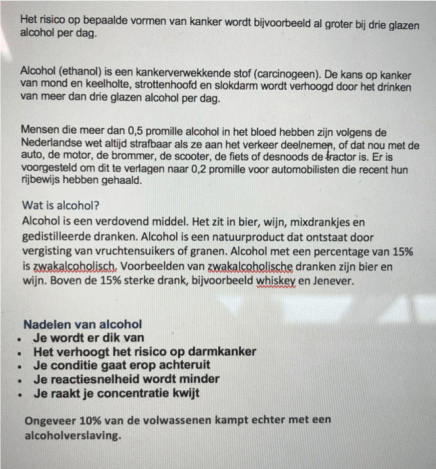 Het risico op bepaalde vormen van kanker wordt bijvoorbeeld al groter bij drie glazen
alcohol per dag.
Alcohol (ethanol) is een kankerverwekkende stof (carcinogeen). De kans op kanker
van mond en keelholte, strottenhoofd en slokdarm wordt verhoogd door het drinken
van meer dan drie glazen alcohol per dag.
Mensen die meer dan 0,5 promille alcohol in het bloed hebben zijn volgens de
Nederlandse wet altijd strafbaar als ze aan het verkeer deelnemen, of dat nou met de
auto, de motor, de brommer, de scooter, de fiets of desnoods de tractor is. Er is
voorgesteld om dit te verlagen naar 0,2 promille voor automobilisten die recent hun
rijbewijs hebben gehaald.
Wat is alcohol?
Alcohol is een verdovend middel. Het zit in bier, wijn, mixdrankjes en
gedistilleerde dranken. Alcohol is een natuurproduct dat ontstaat door
vergisting van vruchtensuikers of granen. Alcohol met een percentage van 15%
is zwakalcoholisch. Voorbeelden van zwakalcoholische dranken zijn bier en
wijn. Boven de 15% sterke drank, bijvoorbeeld whiskey en Jenever.
Nadelen van alcohol
• Je wordt er dik van
• Het verhoogt het risico op darmkanker
• Je conditie gaat erop achteruit
• Je reactiesnelheid wordt minder
• Je raakt je concentratie kwijt
Ongeveer 10% van de volwassenen kampt echter met een
alcoholverslaving.